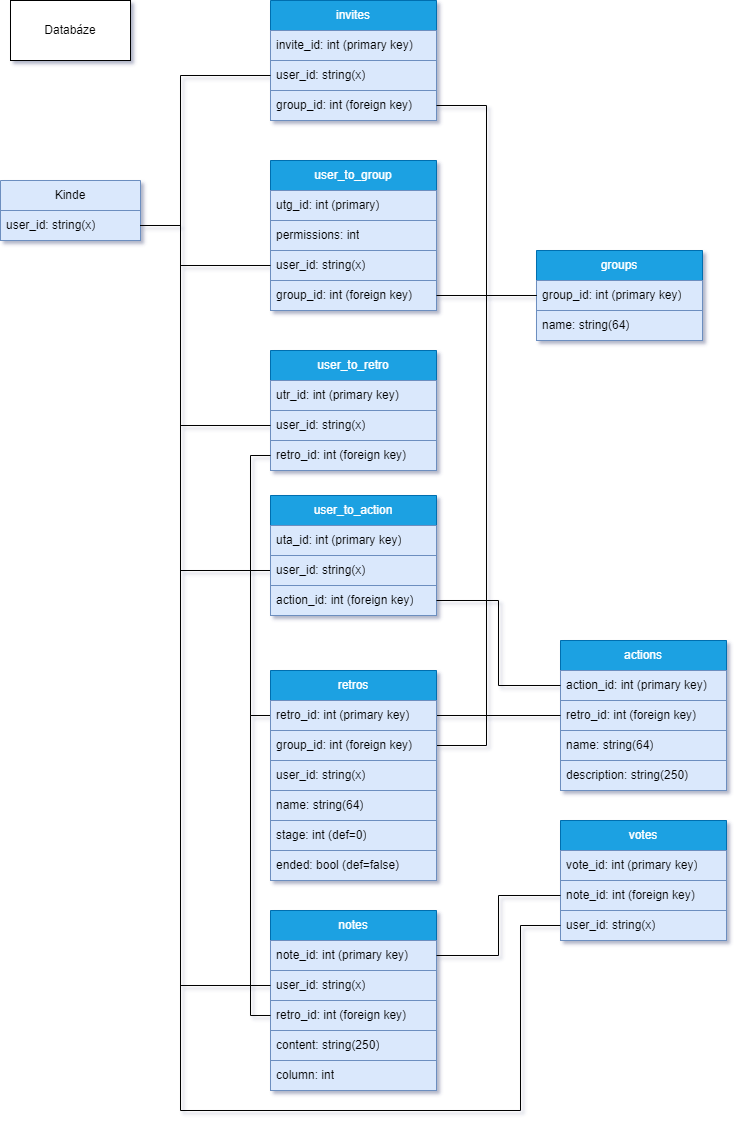 Databáze
invites
invite_id: int (primary key)
user_id: string(x)
group_id: int (foreign key)
Kinde
user_id: string(x)
user_to_group
utg_id: int (primary)
permissions: int
user_id: string(x)
group_id: int (foreign key)
groups
group_id: int (primary key)
name: string(64)
user_to_retro
utr_id: int (primary key)
user_id: string(x)
retro_id: int (foreign key)
user_to_action
uta_id: int (primary key)
user_id: string(x)
action_id: int (foreign key)
retros
retro_id: int (primary key)
group_id: int (foreign key)
user_id: string(x)
name: string(64)
stage: int (def=0)
ended: bool (def=false)
actions
action_id: int (primary key)
retro_id: int (foreign key)
name: string(64)
description: string(250)
votes
vote_id: int (primary key)
note_id: int (foreign key)
user_id: string(x)
notes
note_id: int (primary key)
user_id: string(x)
retro_id: int (foreign key)
content: string(250)
column: int